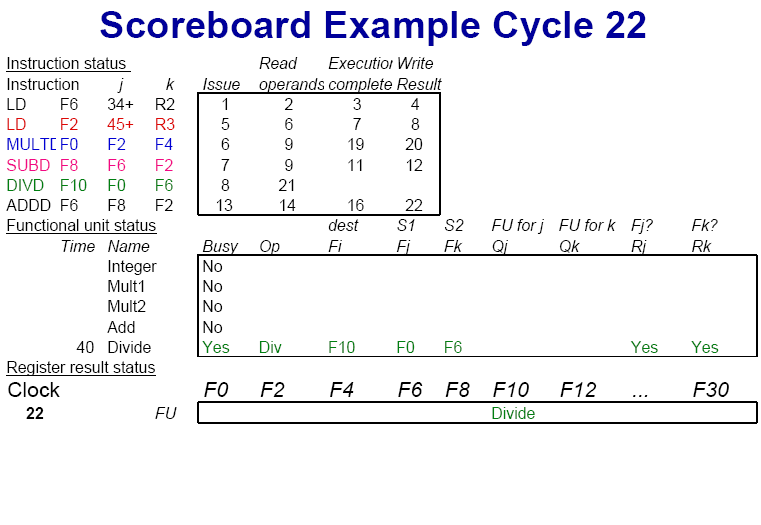 Scoreboard Example Cycle 22
Instruction status Read Execution Write
Instruction j k Issue operands complete Result
LD F6 34+ R2 1 2 3 4
LD F2 45+ R3 5 6 7 8
MULTD F0 F2 F4 6 9 19 20
SUBD F8 F6 F2 7 9 11 12
DIVD F10 F0 F6 8 21
ADDD F6 F8 F2 13 14 16 22
Functional unit status dest S1 S2 FU for j FU for k Fj? Fk?
Time Name Busy Op Fi Fj Fk Qj Qk Rj Rk
Integer No
Mult1 No
Mult2 No
Add No
40 Divide Yes Div F10 F0 F6 Yes Yes
Register result status
Clock F0 F2 F4 F6 F8 F10 F12 ... F30
22 FU Divide